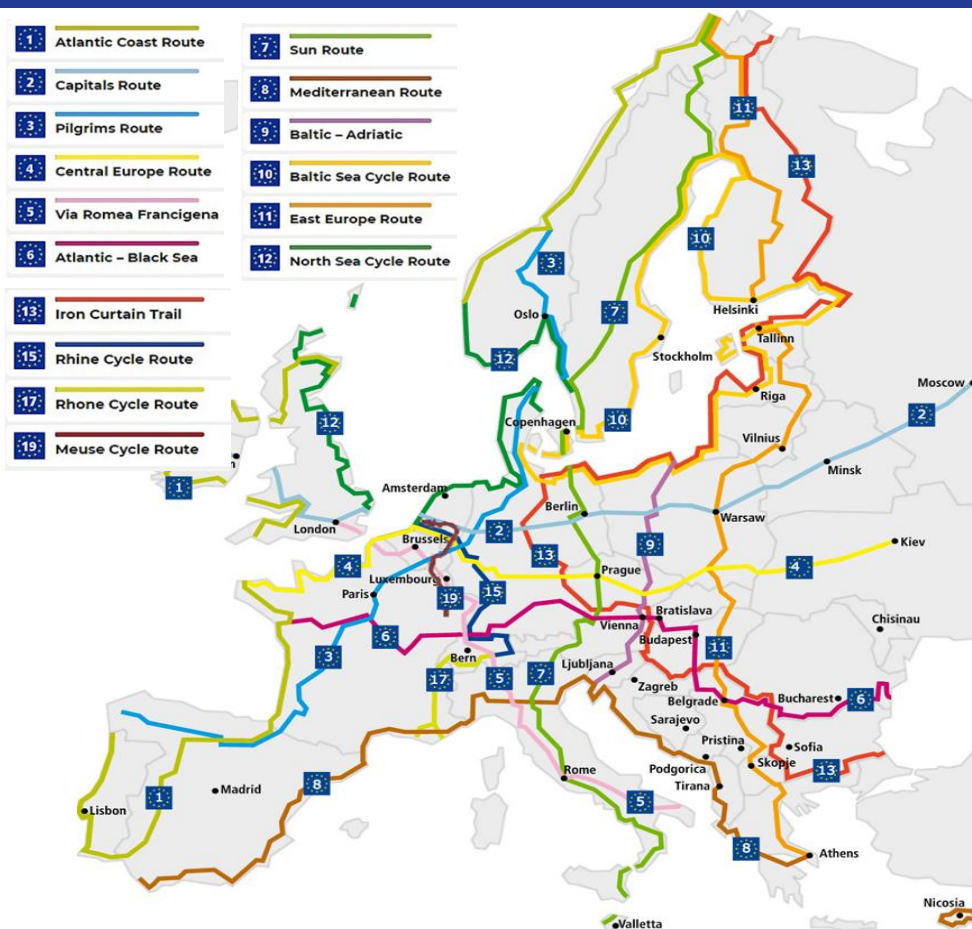 1 Atlantic Coast Route
2 Capitals Route
3 Pilgrims Route
4 Central Europe Route
5 Via Romea Francigena
6 Atlantic – Black Sea
13 Iron Curtain Trail
15 Rhine Cycle Route
17 Rhone Cycle Route
19 Meuse Cycle Route
7 Sun Route
8 Mediterranean Route
9 Baltic – Adriatic
10 Baltic Sea Cycle Route
11 East Europe Route
12 North Sea Cycle Route
11
13
10
3
7
Helsinki
Oslo
Tallinn
Stockholm
12
Riga
Moscow
2
12
Copenhagen
10
Vilnius
n
Minsk
1
Amsterdam
Berlin
Warsaw
London
2
Brussels
13
9
Kiev
4
4
Luxembourg
Prague
Paris
19
15
Bratislava
Chisinau
Vienna
Budapest
6
11
3
Bern
Ljubljana
17
5
7
Zagreb
Belgrade
Bucharest
6
Sarajevo
Pristina
Sofia
Skopje
13
Podgorica
Rome
Tirana
8
Madrid
1
Lisbon
5
8
Athens
Nicosia
Valletta